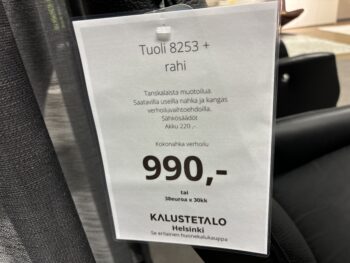 Tuoli 8253 +
rahi
Tanskalaista muotoilua.
Saatavilla useilla nahka ja kangas
verhoiluvaihtoehdoilla.
Sähkösäädöt
Akku 220 ,-
Kokonahka verhoilu
990,-
tai
38euroa x 30kk
KALUSTETALO
Helsinki
Se erilainen huonekalukauppa